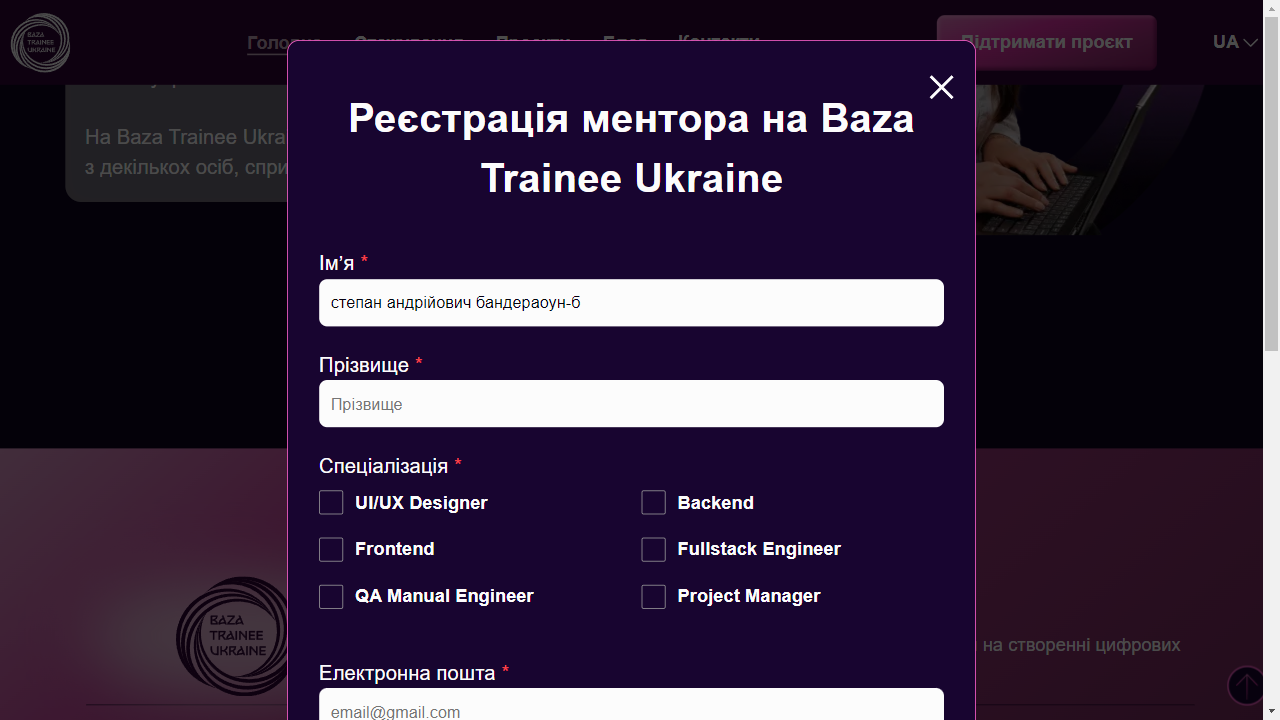 BAZA
TRAINEE
UKRAINE
Головна Стажування Проєкти Блог Контакти
Підтримати проєкт
UA
На Baza Trainee Ukra
з декількох осіб, спри
Реєстрація ментора на Baza
Trainee Ukraine
Ім’я *
степан андрійович бандераоун-б
Прізвище *
Прізвище
Спеціалізація *
UI/UX Designer
Backend
Frontend
Fullstack Engineer
QA Manual Engineer
Project Manager
BAZA
TRAINEE
UKRAINE
на створенні цифрових
Електронна пошта *
email@gmail.com